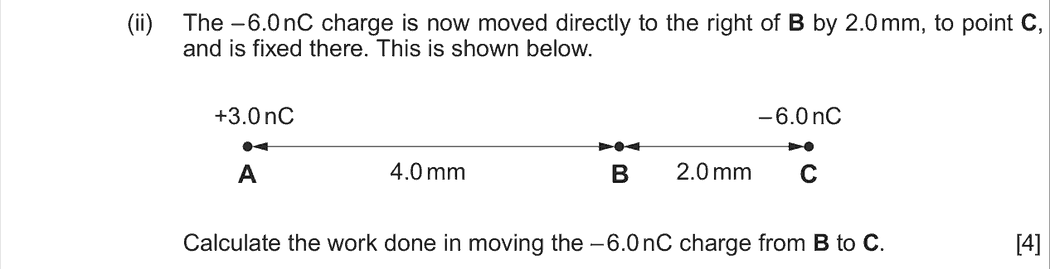 (ii) The –6.0 nC charge is now moved directly to the right of B by 2.0 mm, to point C,
and is fixed there. This is shown below.
+3.0 nC –6.0 nC
A 4.0 mm B 2.0 mm C
Calculate the work done in moving the –6.0 nC charge from B to C. [4]